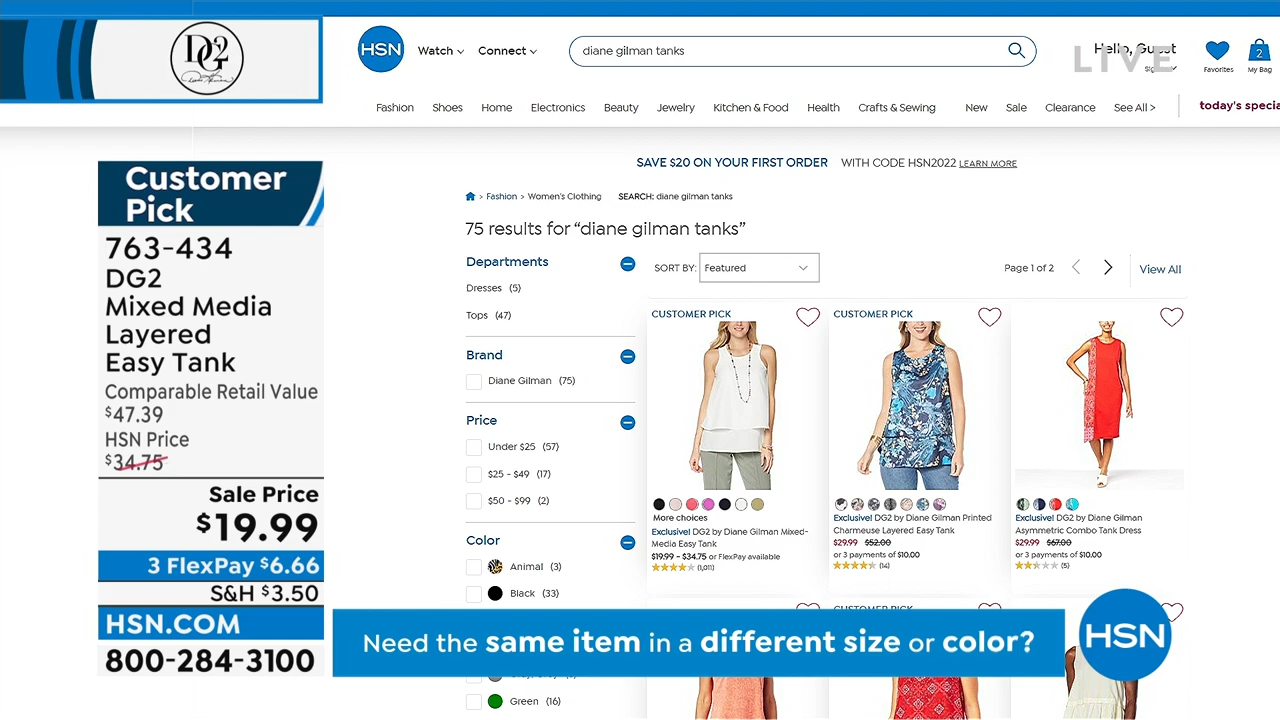 DG2
HSN
Watch
Connect
diane gilman tanks
Hello, Guest
LIVE
Favorites
2
My Bag
Fashion
Shoes
Home
Electronics
Beauty
Jewelry
Kitchen & Food
Health
Crafts & Sewing
New
Sale
Clearance
See All >
today's specia
SAVE $20 ON YOUR FIRST ORDER WITH CODE HSN2022 LEARN MORE
> Fashion > Women's Clothing SEARCH: diane gilman tanks
75 results for “diane gilman tanks”
Customer
Pick
763-434
DG2
Mixed Media
Layered
Easy Tank
Comparable Retail Value
$47.39
HSN Price
$34.75
Sale Price
$19.99
3 FlexPay $6.66
S&H $3.50
HSN.COM
800-284-3100
Departments
Dresses (5)
Tops (47)
Brand
Diane Gilman (75)
Price
Under $25 (57)
$25 - $49 (17)
$50 - $99 (2)
Color
Animal (3)
Black (33)
Green (16)
SORT BY: Featured
Page 1 of 2
View All
CUSTOMER PICK
More choices
Exclusive! DG2 by Diane Gilman Mixed-
Media Easy Tank
$19.99 - $34.75 or FlexPay available
(1,011)
CUSTOMER PICK
Exclusive! DG2 by Diane Gilman Printed
Charmeuse Layered Easy Tank
$29.99 $52.00
or 3 payments of $10.00
(14)
Exclusive! DG2 by Diane Gilman
Asymmetric Combo Tank Dress
$29.99 $67.00
or 3 payments of $10.00
(5)
CUSTOMER PICK
Need the same item in a different size or color?
HSN